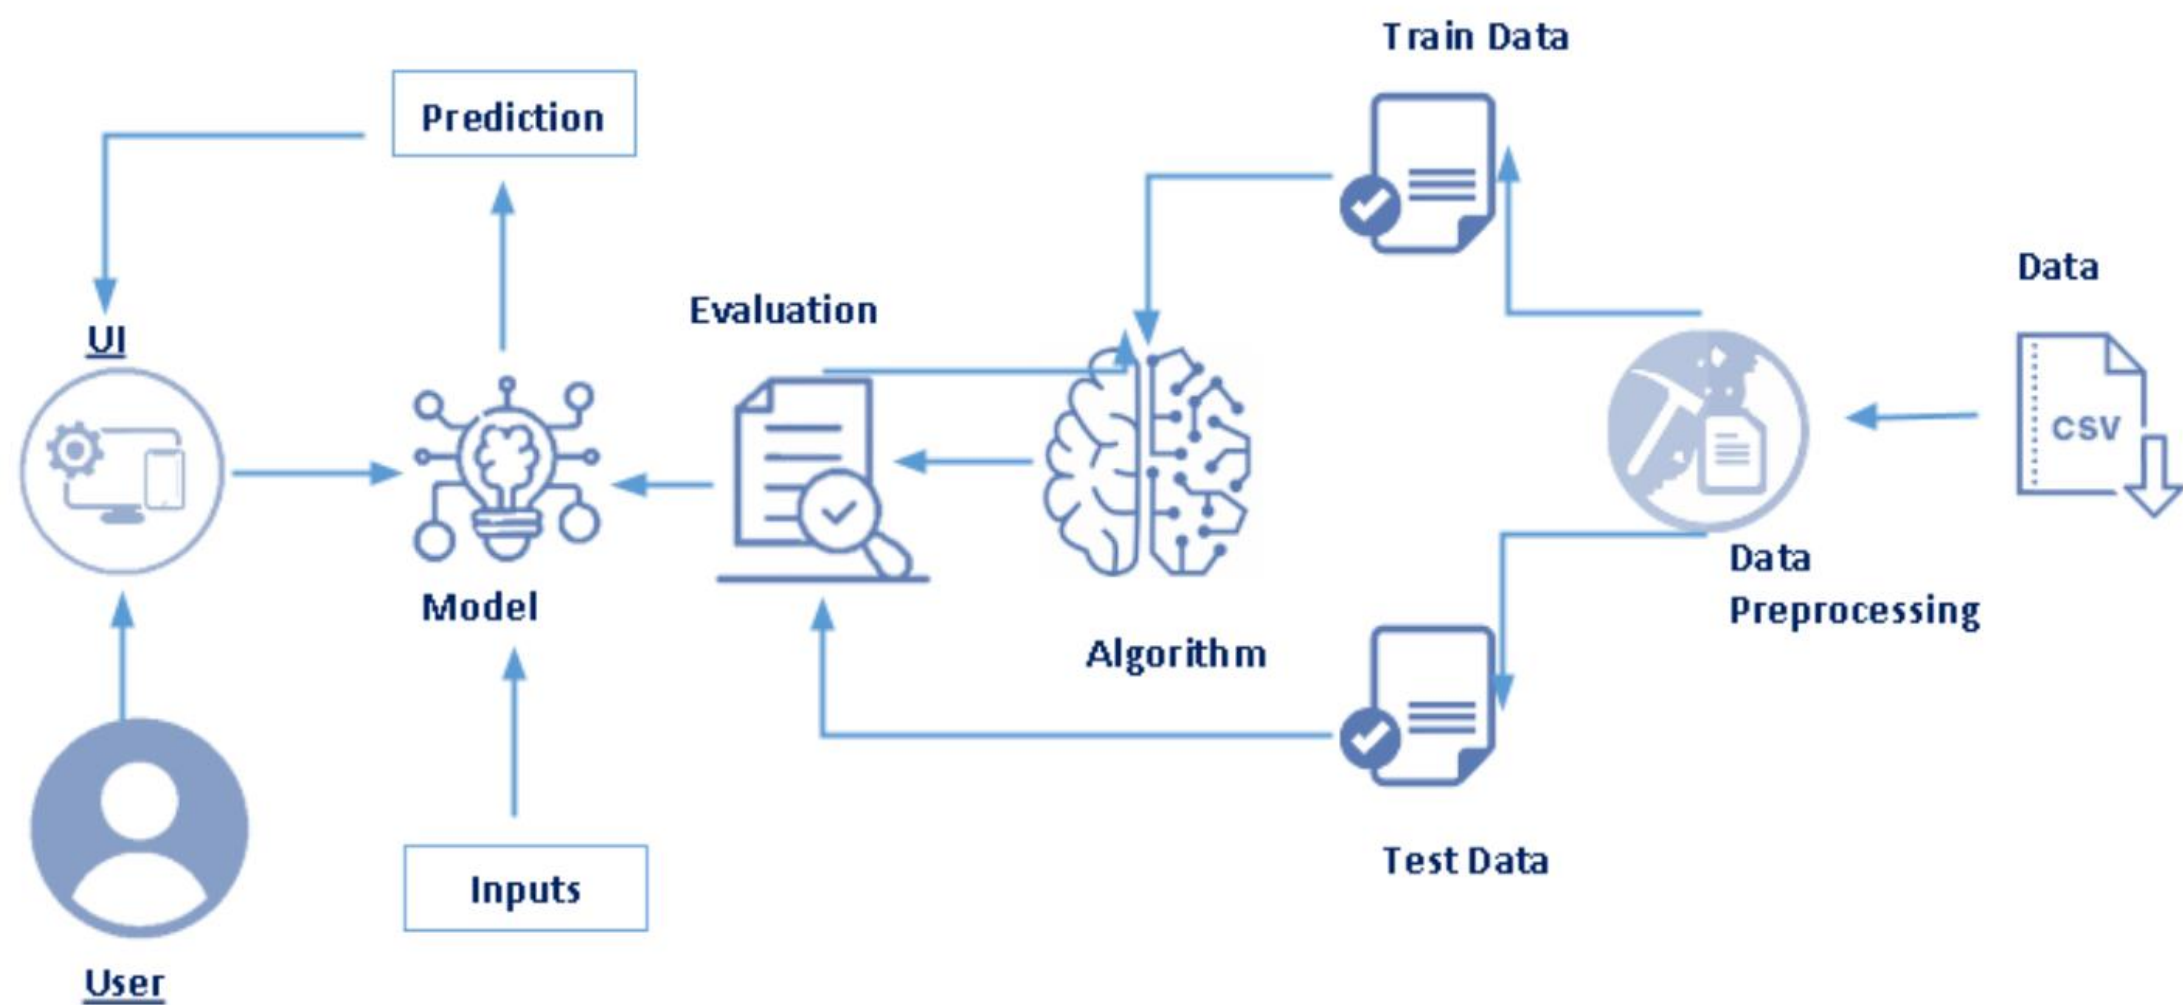 Train Data
Prediction
Data
Evaluation
UI
CSV
Data
Preprocessing
Model
Algorithm
Test Data
Inputs
User